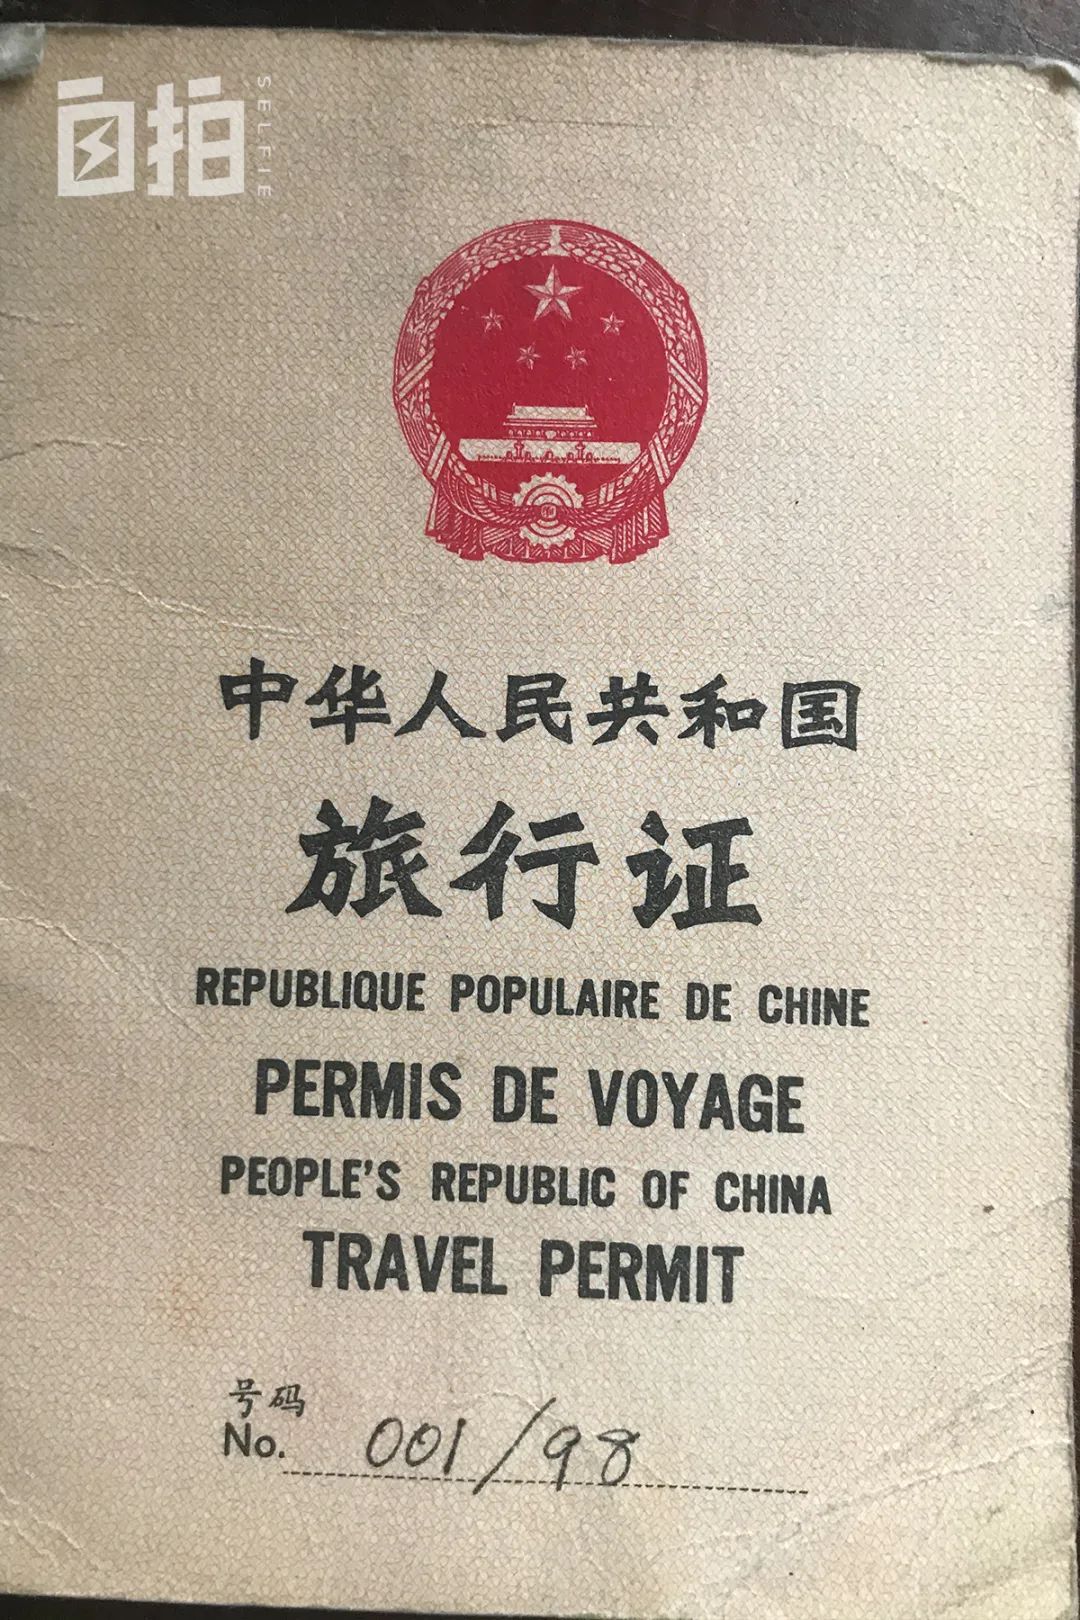 自拍
SELFIE
中华人民共和国
旅行证
REPUBLIQUE POPULAIRE DE CHINE
PERMIS DE VOYAGE
PEOPLE'S REPUBLIC OF CHINA
TRAVEL PERMIT
号码
No. 001/98